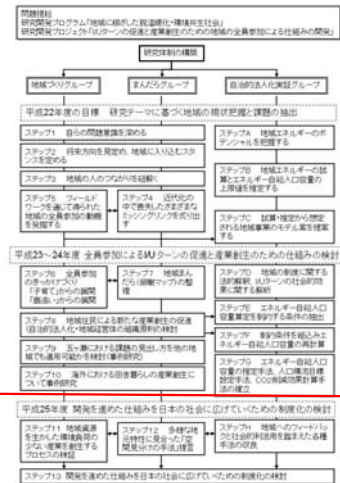 問題提起
研究開発プログラム「地域に根ざした脱温暖化・環境共生社会」
研究開発プロジェクト「I/Uターンの促進と産業創生のための地域の全員参加による仕組みの開発」
研究体制の構築
地域づくりグループ
まんだらグループ
自治的法人化実証グループ
平成22年度の目標 研究テーマに基づく地域の現状把握と課題の抽出
ステップ1 自らの問題意識を深める
ステップ2 将来方向を見定め、地域に入り込むスタンスを定める
ステップ3 地域の人のつながりを紐解く
ステップ5 フィールドワークを通じて得られた地域の全員参加の動機を発掘する
ステップ4 近代化の中で喪失したさまざまなミッシングリンクを炙り出す
ステップA 地域エネルギーのポテンシャルを把握する
ステップB 地域エネルギーの試算とエネルギー自給人口容量の上限値を推定する
ステップC 試算・推定から想定される地域事業のモデル案を提案する
平成23～24年度 全員参加によるI/Uターンの促進と産業創生のための仕組みの検討
ステップ6 全員参加のきっかけづくり
「子育て」からの展開
ステップ7 地域まんだら(俯瞰マップ)の整理
ステップ8 地域住民による新たな産業創生の促進
(自治的法人化・地域経営体の組織原則の検討)
ステップ9 五ヶ瀬における課題の見出し方を他の地域でも適用可能かを検討(事例研究)
ステップ10 海外における田舎暮らしの産業創生について事例研究
ステップD 地域の制度に関する法的解釈、I/Uターンの社会的効果に関する解析
ステップE エネルギー自給人口容量算定を制約する条件の抽出
ステップF 制約条件を組込みエネルギー自給人口容量の再計算
ステップG エネルギー自給人口容量の推定手法、人口環流目標設定手法、CO2削減効果計算手法の確立
平成25年度 開発を進めた仕組みを日本の社会に広げていくための制度化の検討
ステップ11 地域資源を生かした環境負荷の少ない産業を創生するプロセスの検証
ステップ12 多様な地元特性に見合った「空間見分けの手法」提言
ステップH 地域へのフィードバックと社会的利活用を踏まえた各種手法の改良
ステップ13 開発を進めた仕組みを日本の社会に広げていくための制度化の検討